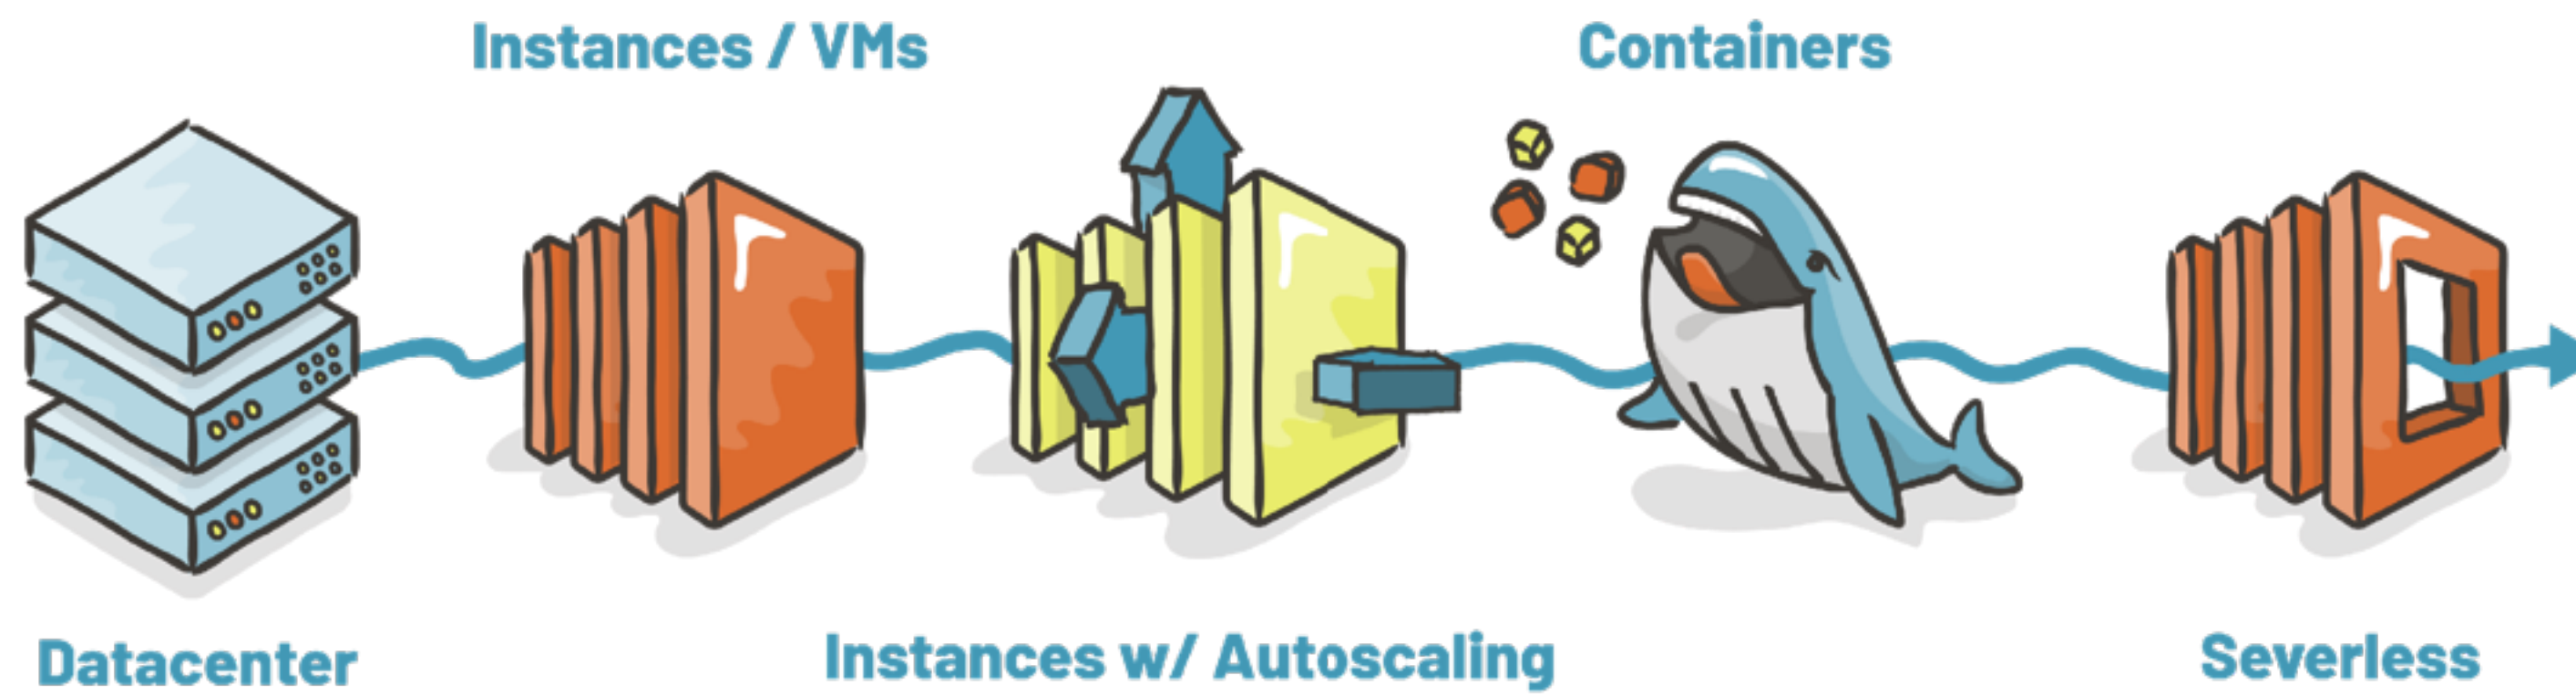 Instances / VMs
Containers
Datacenter
Instances w/ Autoscaling
Severless